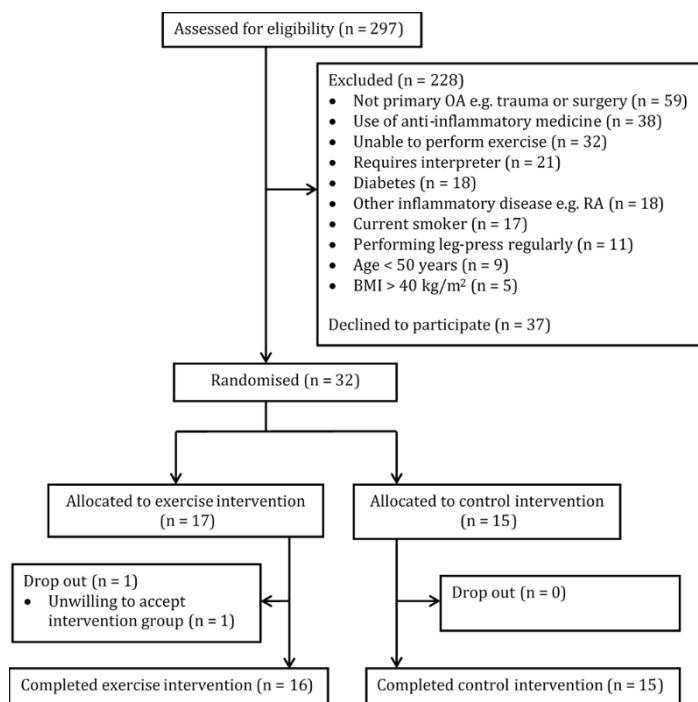 Assessed for eligibility (n = 297)
Excluded (n = 228)
• Not primary OA e.g. trauma or surgery (n = 59)
• Use of anti-inflammatory medicine (n = 38)
• Unable to perform exercise (n = 32)
• Requires interpreter (n = 21)
• Diabetes (n = 18)
• Other inflammatory disease e.g. RA (n = 18)
• Current smoker (n = 17)
• Performing leg-press regularly (n = 11)
• Age < 50 years (n = 9)
• BMI > 40 kg/m² (n = 5)
Declined to participate (n = 37)
Randomised (n = 32)
Allocated to exercise intervention
(n = 17)
Allocated to control intervention
(n = 15)
Drop out (n = 1)
• Unwilling to accept
intervention group (n = 1)
Drop out (n = 0)
Completed exercise intervention (n = 16)
Completed control intervention (n = 15)